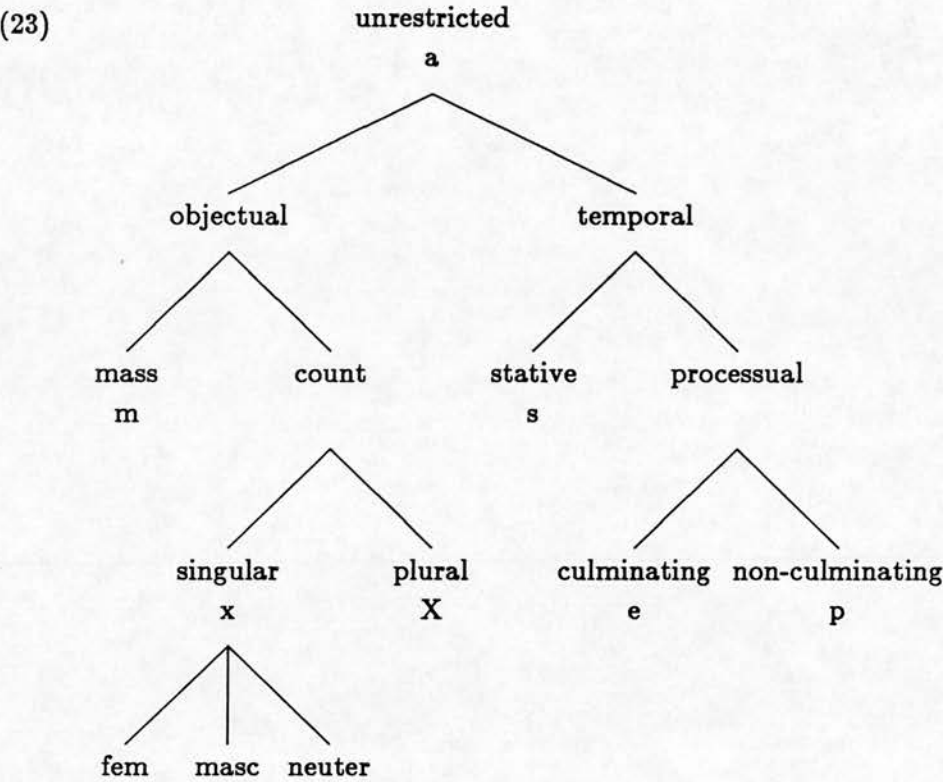 (23) unrestricted
a
objectual temporal
mass count stative processual
m s
singular plural culminating non-culminating
x X e p
fem masc neuter